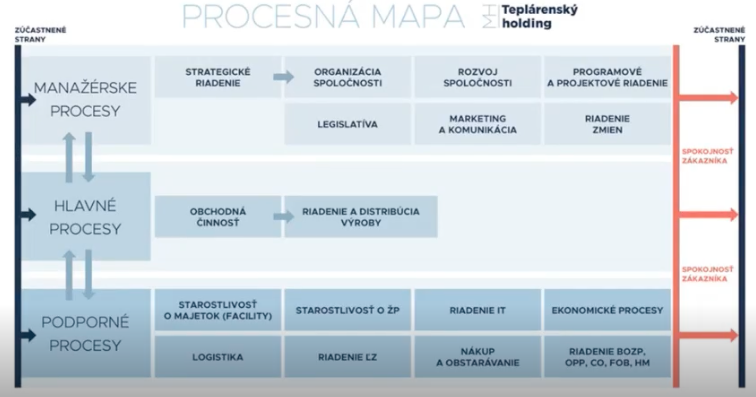 PROCESNÁ MAPA
MH
Teplárenský
holding
ZÚČASTNENÉ
STRANY
ZÚČASTNENÉ
STRANY
MANAŽÉRSKE
PROCESY
STRATEGICKÉ
RIADENIE
ORGANIZÁCIA
SPOLOČNOSTI
ROZVOJ
SPOLOČNOSTI
PROGRAMOVÉ
A PROJEKTOVÉ RIADENIE
LEGISLATÍVA
MARKETING
A KOMUNIKÁCIA
RIADENIE
ZMIEN
SPOKOJNOSŤ
ZÁKAZNÍKA
HLAVNÉ
PROCESY
OBCHODNÁ
ČINNOSŤ
RIADENIE A DISTRIBÚCIA
VÝROBY
SPOKOJNOSŤ
ZÁKAZNÍKA
PODPORNÉ
PROCESY
STAROSTLIVOSŤ
O MAJETOK (FACILITY)
STAROSTLIVOSŤ O ŽP
RIADENIE IT
EKONOMICKÉ PROCESY
LOGISTIKA
RIADENIE ĽZ
NÁKUP
A OBSTARÁVANIE
RIADENIE BOZP,
OPP, CO, FOB, HM